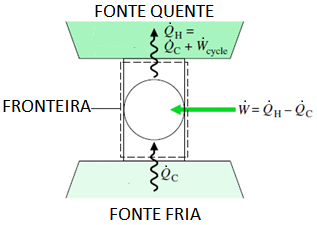 FONTE QUENTE
Q̇H =
Q̇C + Ẇcycle
FRONTEIRA
Ẇ = Q̇H – Q̇C
Q̇C
FONTE FRIA